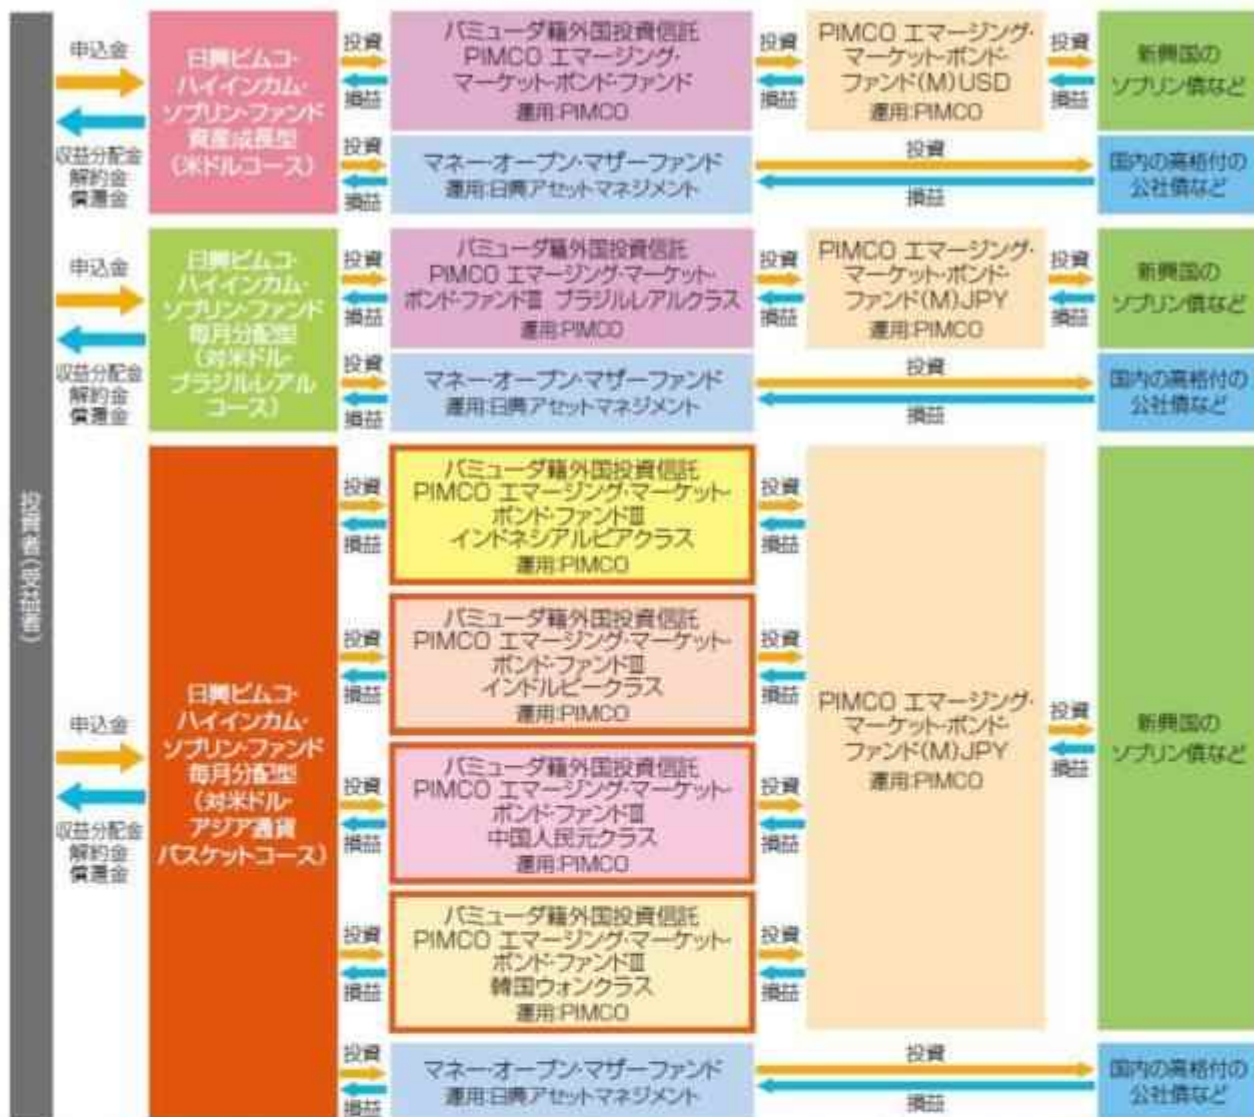 投資者(受益者)
申込金
収益分配金
解約金
償還金
日興ピムコ・
ハイインカム・
ソブリン・ファンド
資産成長型
(米ドルコース)
投資
損益
バミューダ籍外国投資信託
PIMCO エマージング・
マーケット・ボンド・ファンド
運用:PIMCO
投資
損益
PIMCO エマージング・
マーケット・ボンド・
ファンド(M)USD
運用:PIMCO
投資
損益
新興国の
ソブリン債など
投資
損益
マネー・オープン・マザーファンド
運用:日興アセットマネジメント
投資
損益
国内の高格付の
公社債など
申込金
収益分配金
解約金
償還金
日興ピムコ・
ハイインカム・
ソブリン・ファンド
毎月分配型
(対米ドル・
ブラジルレアル
コース)
投資
損益
バミューダ籍外国投資信託
PIMCO エマージング・マーケット・
ボンド・ファンドⅢ ブラジルレアルクラス
運用:PIMCO
投資
損益
PIMCO エマージング・
マーケット・ボンド・
ファンド(M)JPY
運用:PIMCO
投資
損益
新興国の
ソブリン債など
投資
損益
マネー・オープン・マザーファンド
運用:日興アセットマネジメント
投資
損益
国内の高格付の
公社債など
申込金
収益分配金
解約金
償還金
日興ピムコ・
ハイインカム・
ソブリン・ファンド
毎月分配型
(対米ドル・
アジア通貨
バスケットコース)
投資
損益
バミューダ籍外国投資信託
PIMCO エマージング・マーケット・
ボンド・ファンドⅢ
インドネシアルピアクラス
運用:PIMCO
投資
損益
投資
損益
バミューダ籍外国投資信託
PIMCO エマージング・マーケット・
ボンド・ファンドⅢ
インドルピークラス
運用:PIMCO
投資
損益
投資
損益
バミューダ籍外国投資信託
PIMCO エマージング・マーケット・
ボンド・ファンドⅢ
中国人民元クラス
運用:PIMCO
投資
損益
投資
損益
バミューダ籍外国投資信託
PIMCO エマージング・マーケット・
ボンド・ファンドⅢ
韓国ウォンクラス
運用:PIMCO
投資
損益
PIMCO エマージング・
マーケット・ボンド・
ファンド(M)JPY
運用:PIMCO
投資
損益
新興国の
ソブリン債など
投資
損益
マネー・オープン・マザーファンド
運用:日興アセットマネジメント
投資
損益
国内の高格付の
公社債など